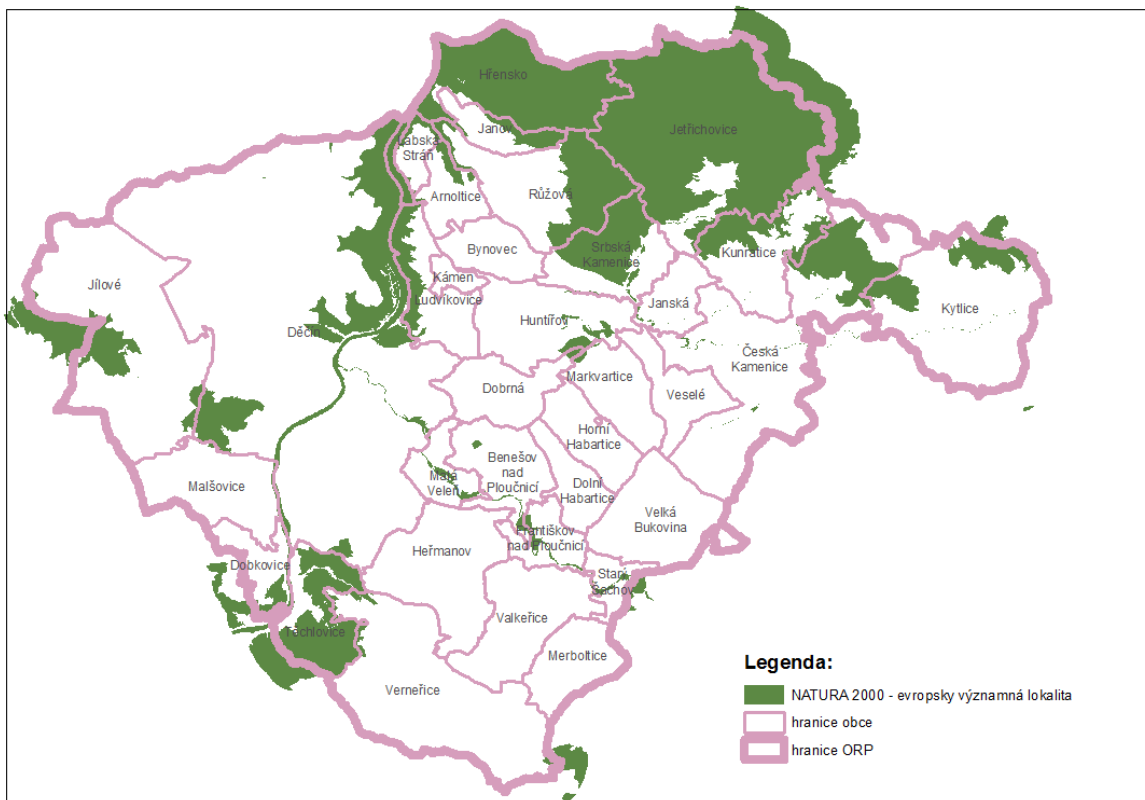 Hřensko
Jetřichovice
Janov
Labská
Stráň
Růžová
Arnoltice
Bynovec
Srbská
Kamenice
Kunratice
Kámen
Ludvíkovice
Jílové
Janská
Kytlice
Huntířov
Děčín
Česká
Kamenice
Markvartice
Dobrná
Veselé
Horní
Habartice
Benešov
nad
Ploučnicí
Malá
Veleň
Dolní
Habartice
Malšovice
Velká
Bukovina
Františkov
nad Ploučnicí
Heřmanov
Dobkovice
Starý
Šachov
Valkeřice
Těchlovice
Merboltice
Verneřice
Legenda:
NATURA 2000 - evropsky významná lokalita
hranice obce
hranice ORP